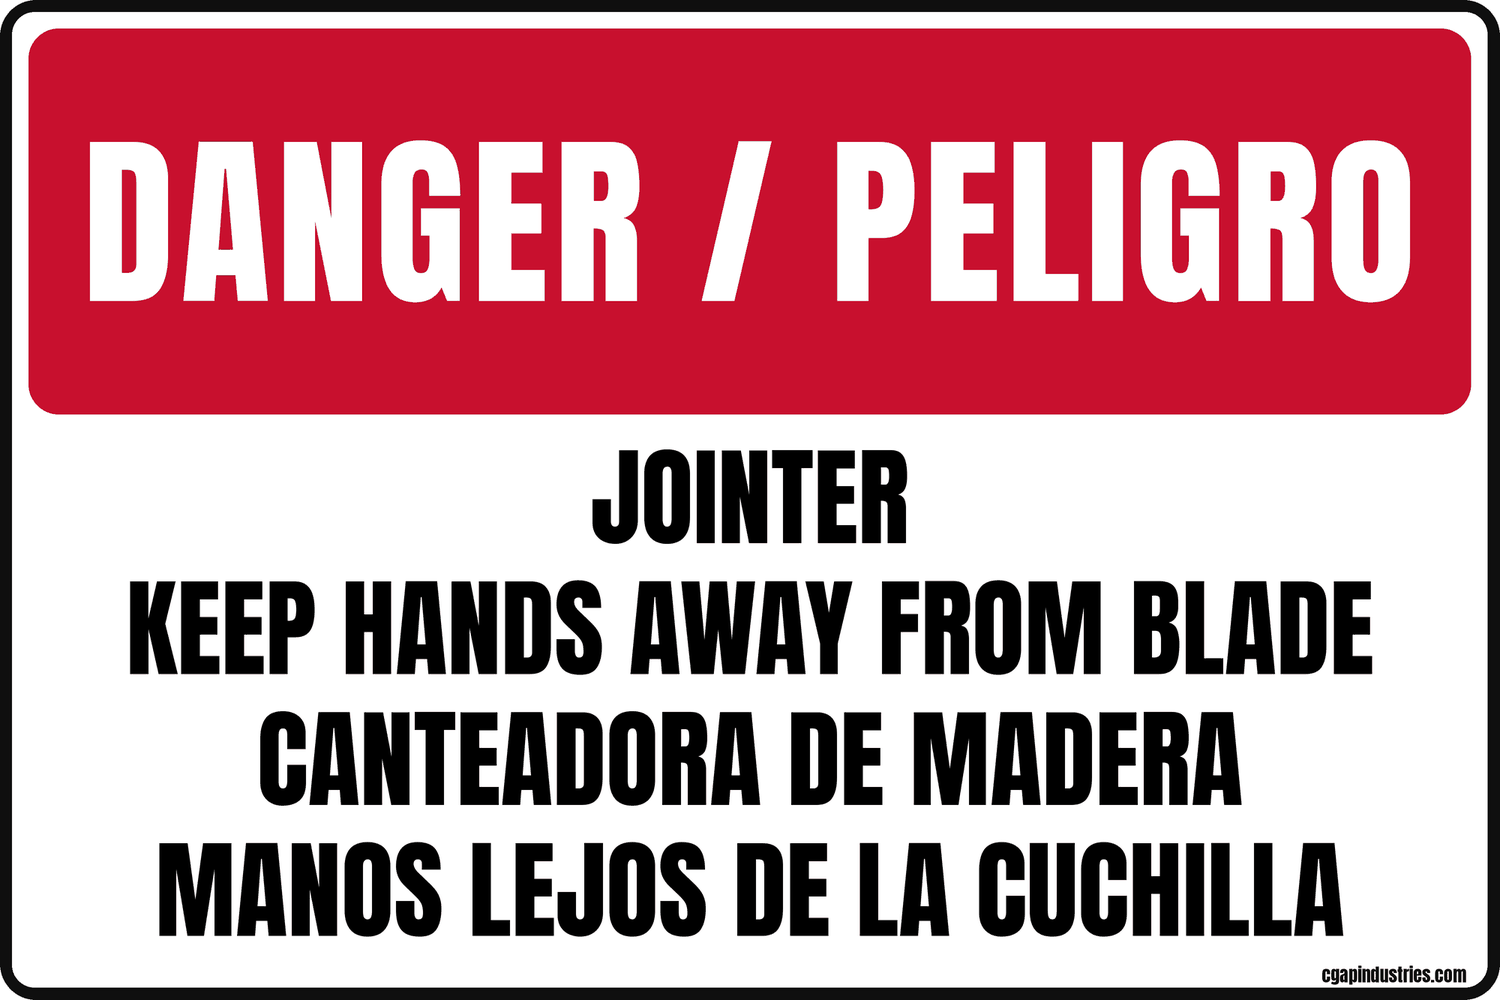 DANGER / PELIGRO
JOINTER
KEEP HANDS AWAY FROM BLADE
CANTEADORA DE MADERA
MANOS LEJOS DE LA CUCHILLA
cgapindustries.com